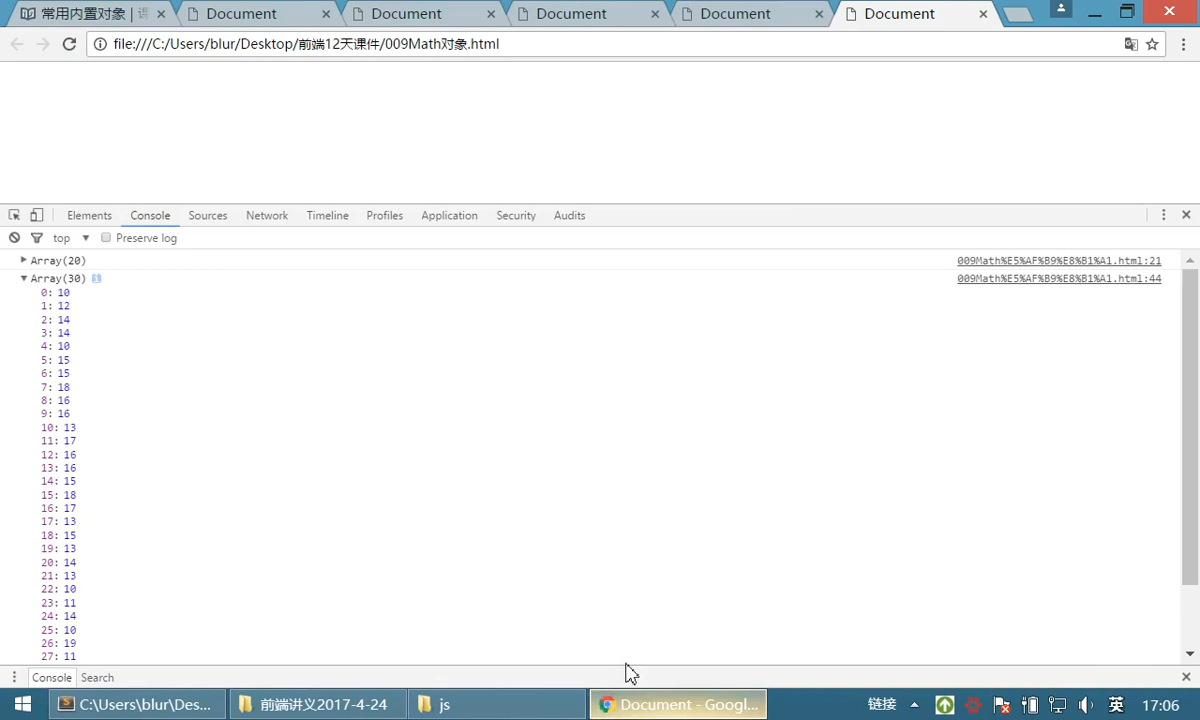 常用内置对象 | 课
Document
Document
Document
Document
Document
file:///C:/Users/blur/Desktop/前端12天课件/009Math对象.html
Elements Console Sources Network Timeline Profiles Application Security Audits
top ▼ Preserve log
Array(20) 009Math%E5%AF%B9%E8%B1%A1.html:21
Array(30) i 009Math%E5%AF%B9%E8%B1%A1.html:44
0: 10
1: 12
2: 14
3: 14
4: 10
5: 15
6: 15
7: 18
8: 16
9: 16
10: 13
11: 17
12: 16
13: 16
14: 15
15: 18
16: 17
17: 13
18: 15
19: 13
20: 14
21: 13
22: 10
23: 11
24: 14
25: 10
26: 19
27: 11
Console Search
C:\Users\blur\Des... 前端讲义2017-4-24 js Document - Googl... 链接 英 17:06